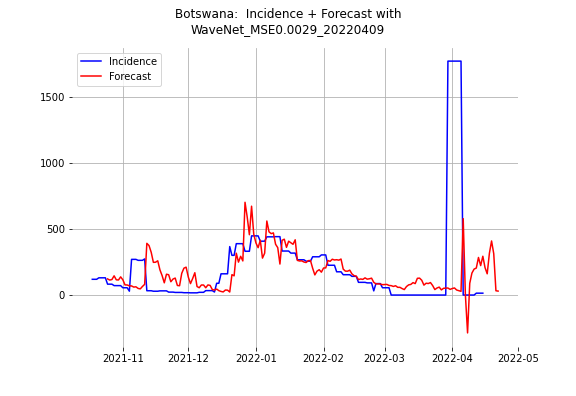 Botswana:  Incidence + Forecast with
WaveNet_MSE0.0029_20220409
Incidence
Forecast
1500
1000
500
0
2021-11
2021-12
2022-01
2022-02
2022-03
2022-04
2022-05